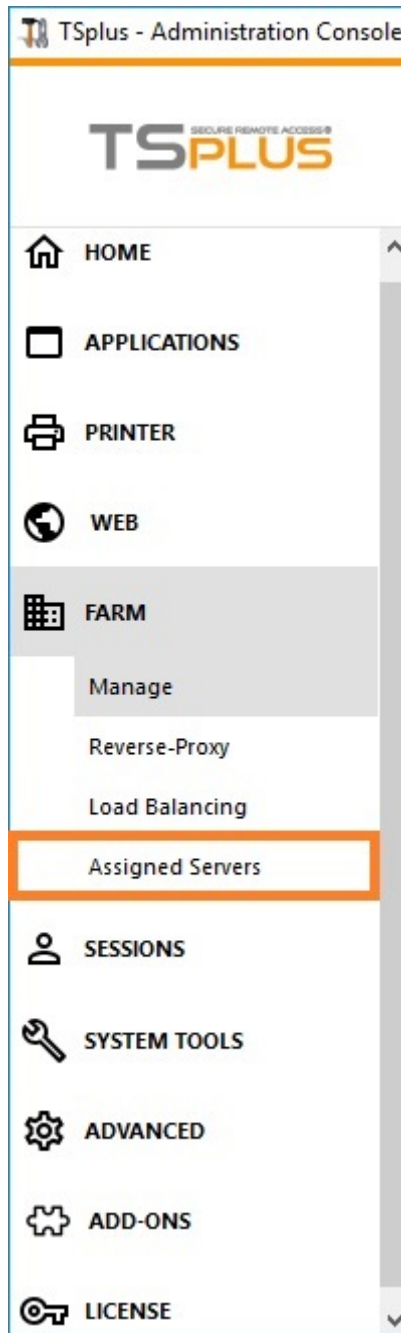 TSplus - Administration Console
SECURE REMOTE ACCESS®
TSPLUS
HOME
APPLICATIONS
PRINTER
WEB
FARM
Manage
Reverse-Proxy
Load Balancing
Assigned Servers
SESSIONS
SYSTEM TOOLS
ADVANCED
ADD-ONS
LICENSE